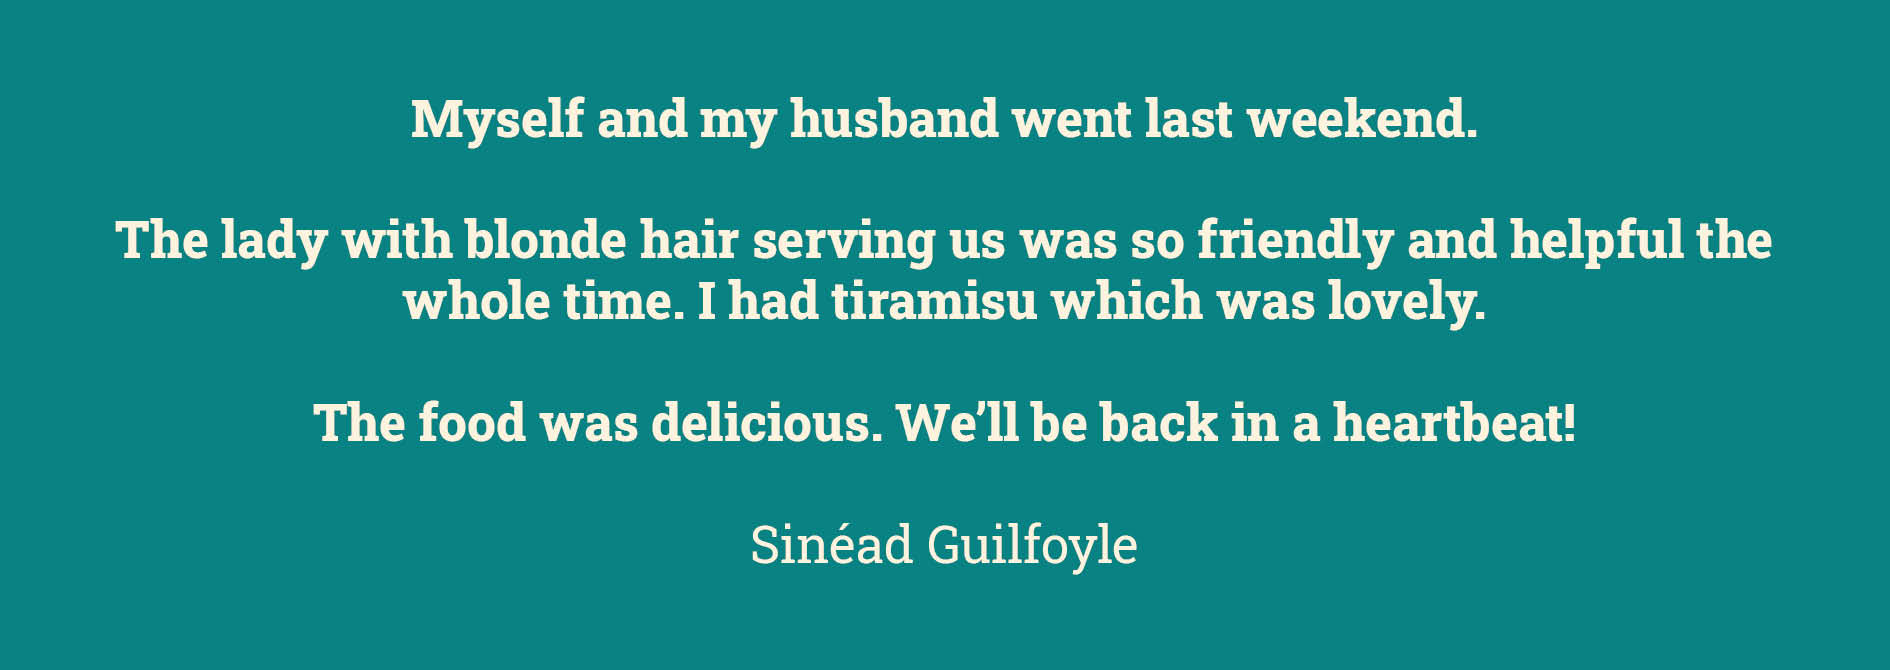 Myself and my husband went last weekend.
The lady with blonde hair serving us was so friendly and helpful the
whole time. I had tiramisu which was lovely.
The food was delicious. We’ll be back in a heartbeat!
Sinéad Guilfoyle